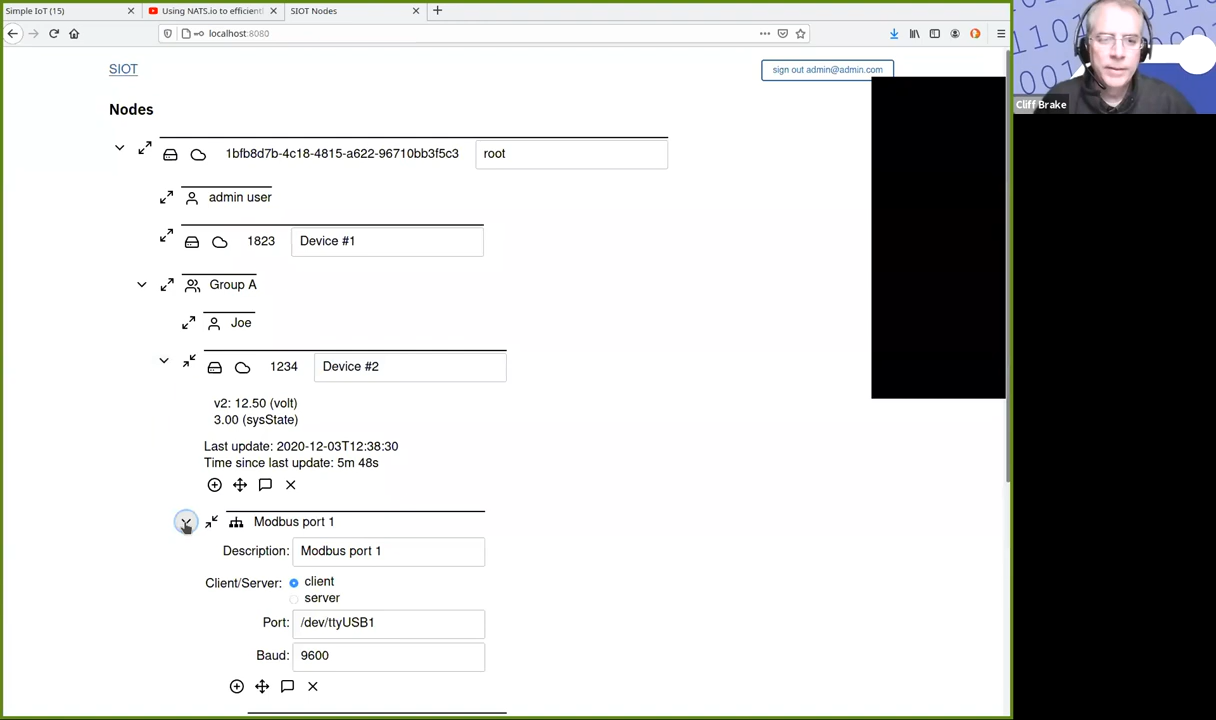 Simple IoT (15)
Using NATS.io to efficient
SIOT Nodes
localhost:8080
Cliff Brake
SIOT
sign out admin@admin.com
Nodes
1bfb8d7b-4c18-4815-a622-96710bb3f5c3 root
admin user
1823 Device #1
Group A
Joe
1234 Device #2
v2: 12.50 (volt)
3.00 (sysState)
Last update: 2020-12-03T12:38:30
Time since last update: 5m 48s
Modbus port 1
Description: Modbus port 1
Client/Server: client
server
Port: /dev/ttyUSB1
Baud: 9600